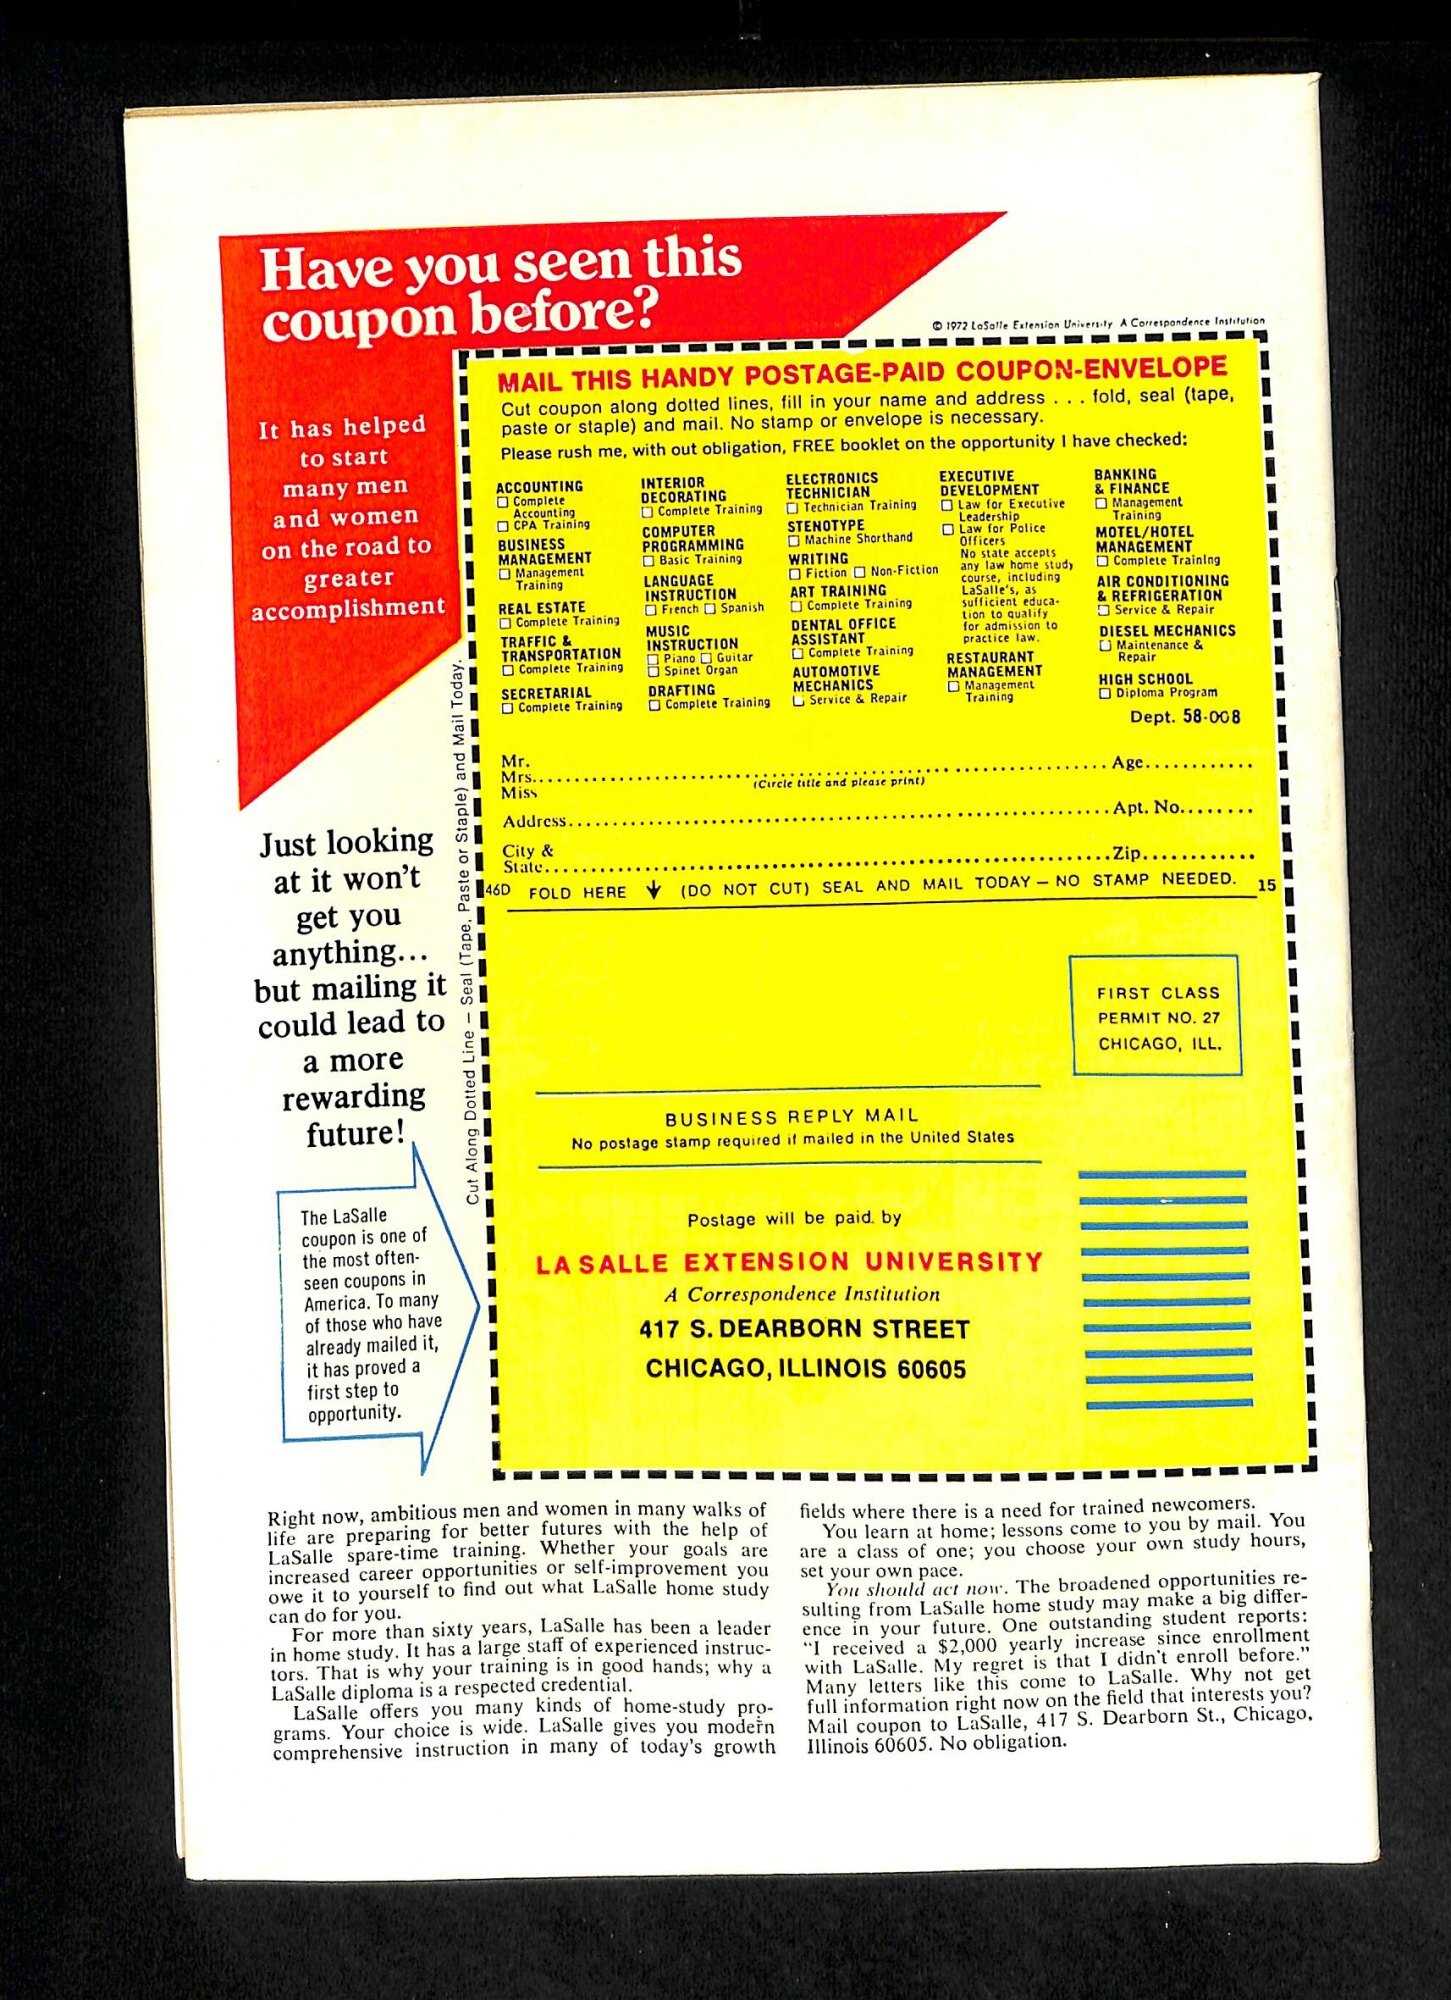 Have you seen this
coupon before?
© 1972 LaSalle Extension University A Correspondence Institution
It has helped
to start
many men
and women
on the road to
greater
accomplishment
MAIL THIS HANDY POSTAGE-PAID COUPON-ENVELOPE
Cut coupon along dotted lines, fill in your name and address . . . fold, seal (tape,
paste or staple) and mail. No stamp or envelope is necessary.
Please rush me, with out obligation, FREE booklet on the opportunity I have checked:
ACCOUNTING
☐ Complete
Accounting
☐ CPA Training
BUSINESS
MANAGEMENT
☐ Management
Training
REAL ESTATE
☐ Complete Training
TRAFFIC &
TRANSPORTATION
☐ Complete Training
SECRETARIAL
☐ Complete Training
INTERIOR
DECORATING
☐ Complete Training
COMPUTER
PROGRAMMING
☐ Basic Training
LANGUAGE
INSTRUCTION
☐ French ☐ Spanish
MUSIC
INSTRUCTION
☐ Piano ☐ Guitar
☐ Spinet Organ
DRAFTING
☐ Complete Training
ELECTRONICS
TECHNICIAN
☐ Technician Training
STENOTYPE
☐ Machine Shorthand
WRITING
☐ Fiction ☐ Non-Fiction
ART TRAINING
☐ Complete Training
DENTAL OFFICE
ASSISTANT
☐ Complete Training
AUTOMOTIVE
MECHANICS
☐ Service & Repair
EXECUTIVE
DEVELOPMENT
☐ Law for Executive
Leadership
☐ Law for Police
Officers
No state accepts
any law home study
course, including
LaSalle's, as
sufficient educa-
tion to qualify
for admission to
practice law.
RESTAURANT
MANAGEMENT
☐ Management
Training
BANKING
& FINANCE
☐ Management
Training
MOTEL/HOTEL
MANAGEMENT
☐ Complete Training
AIR CONDITIONING
& REFRIGERATION
☐ Service & Repair
DIESEL MECHANICS
☐ Maintenance &
Repair
HIGH SCHOOL
☐ Diploma Program
Dept. 58-008
Mr.
Mrs. Age
(Circle title and please print)
Miss
Address Apt. No.
City &
State Zip
46D FOLD HERE ↓ (DO NOT CUT) SEAL AND MAIL TODAY — NO STAMP NEEDED. 15
Cut Along Dotted Line — Seal (Tape, Paste or Staple) and Mail Today.
Just looking
at it won't
get you
anything...
but mailing it
could lead to
a more
rewarding
future!
FIRST CLASS
PERMIT NO. 27
CHICAGO, ILL.
BUSINESS REPLY MAIL
No postage stamp required if mailed in the United States
Postage will be paid by
LA SALLE EXTENSION UNIVERSITY
A Correspondence Institution
417 S. DEARBORN STREET
CHICAGO, ILLINOIS 60605
The LaSalle
coupon is one of
the most often-
seen coupons in
America. To many
of those who have
already mailed it,
it has proved a
first step to
opportunity.
Right now, ambitious men and women in many walks of
life are preparing for better futures with the help of
LaSalle spare-time training. Whether your goals are
increased career opportunities or self-improvement you
owe it to yourself to find out what LaSalle home study
can do for you.
For more than sixty years, LaSalle has been a leader
in home study. It has a large staff of experienced instruc-
tors. That is why your training is in good hands; why a
LaSalle diploma is a respected credential.
LaSalle offers you many kinds of home-study pro-
grams. Your choice is wide. LaSalle gives you modern
comprehensive instruction in many of today's growth
fields where there is a need for trained newcomers.
You learn at home; lessons come to you by mail. You
are a class of one; you choose your own study hours,
set your own pace.
You should act now. The broadened opportunities re-
sulting from LaSalle home study may make a big differ-
ence in your future. One outstanding student reports:
"I received a $2,000 yearly increase since enrollment
with LaSalle. My regret is that I didn't enroll before."
Many letters like this come to LaSalle. Why not get
full information right now on the field that interests you?
Mail coupon to LaSalle, 417 S. Dearborn St., Chicago,
Illinois 60605. No obligation.